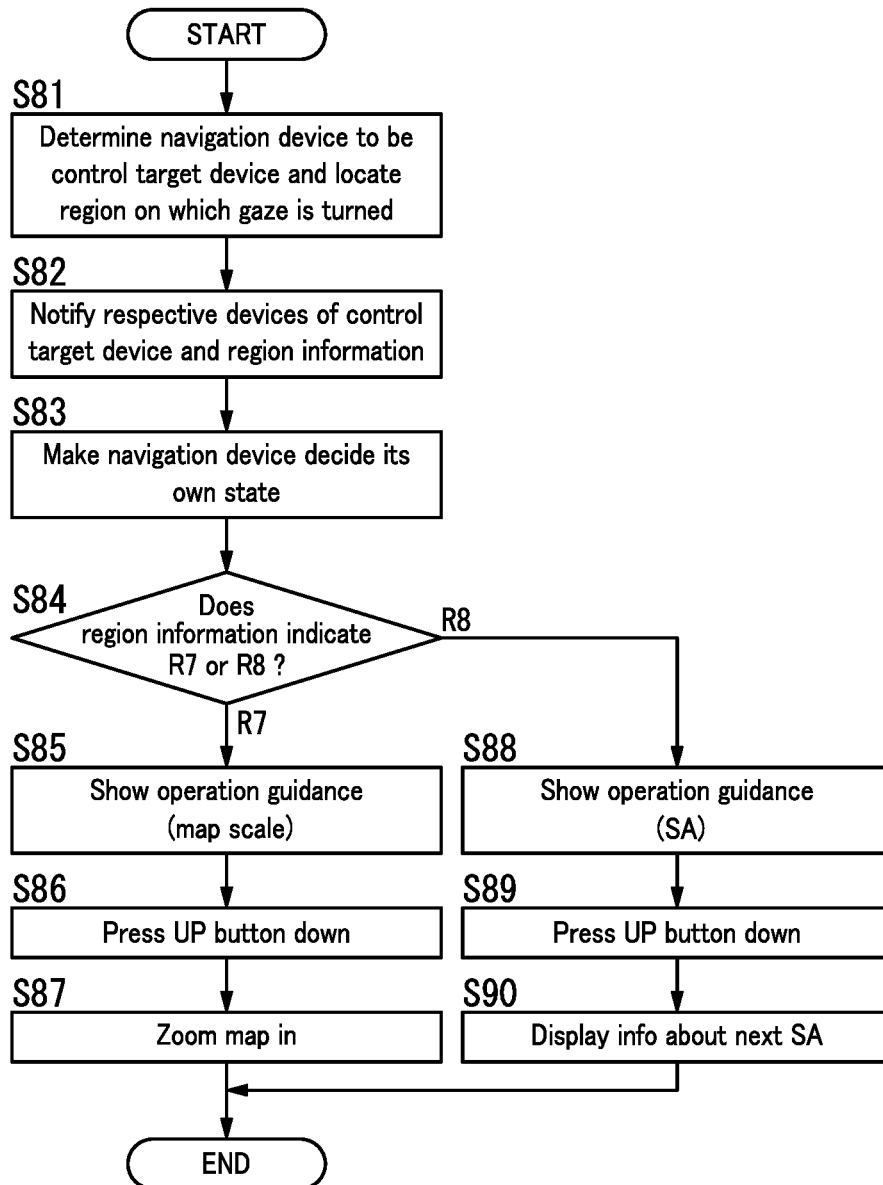 START
S81
Determine navigation device to be
control target device and locate
region on which gaze is turned
S82
Notify respective devices of control
target device and region information
S83
Make navigation device decide its
own state
S84
Does
region information indicate
R7 or R8 ?
R8
R7
S85
Show operation guidance
(map scale)
S86
Press UP button down
S87
Zoom map in
S88
Show operation guidance
(SA)
S89
Press UP button down
S90
Display info about next SA
END